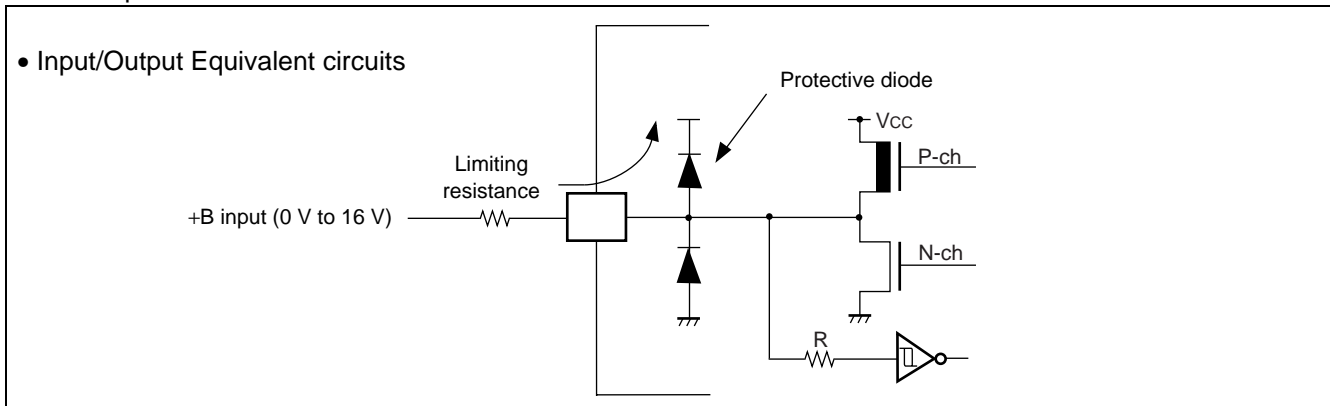 • Input/Output Equivalent circuits
Protective diode
VCC
Limiting
resistance
P-ch
+B input (0 V to 16 V)
N-ch
R